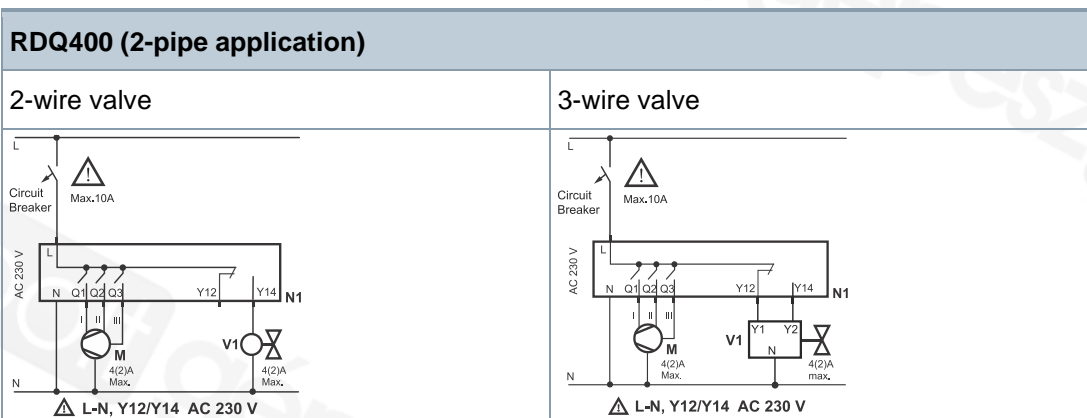 RDQ400 (2-pipe application)
2-wire valve
3-wire valve
L
Circuit
Breaker
Max.10A
AC 230 V
L
N Q1 Q2 Q3 Y12 Y14
N1
I II III
M
4(2)A
Max.
V1
4(2)A
Max.
N
L-N, Y12/Y14 AC 230 V
L
Circuit
Breaker
Max.10A
AC 230 V
L
N Q1 Q2 Q3 Y12 Y14
N1
I II III
M
4(2)A
Max.
V1
Y1 Y2
N
4(2)A
max.
N
L-N, Y12/Y14 AC 230 V